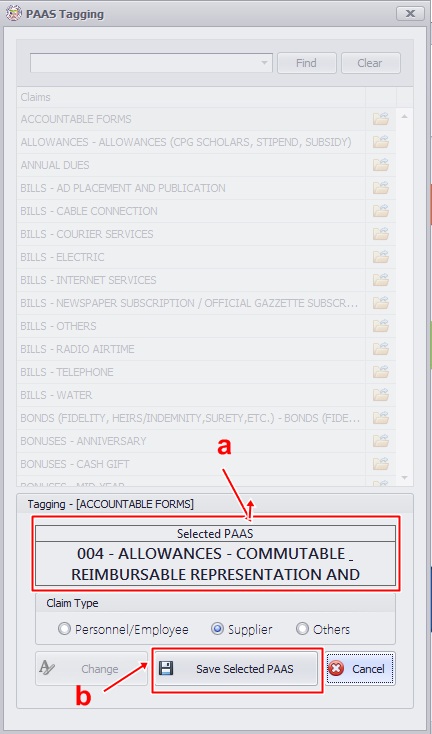 PAAS Tagging
Find Clear
Claims
ACCOUNTABLE FORMS
ALLOWANCES - ALLOWANCES (CPG SCHOLARS, STIPEND, SUBSIDY)
ANNUAL DUES
BILLS - AD PLACEMENT AND PUBLICATION
BILLS - CABLE CONNECTION
BILLS - COURIER SERVICES
BILLS - ELECTRIC
BILLS - INTERNET SERVICES
BILLS - NEWSPAPER SUBSCRIPTION / OFFICIAL GAZZETTE SUBSCR...
BILLS - OTHERS
BILLS - RADIO AIRTIME
BILLS - TELEPHONE
BILLS - WATER
BONDS (FIDELITY, HEIRS/INDEMNITY,SURETY,ETC.) - BONDS (FIDE...
BONUSES - ANNIVERSARY
BONUSES - CASH GIFT
BONUSES - MID-YEAR
a
Tagging - [ACCOUNTABLE FORMS]
Selected PAAS
004 - ALLOWANCES - COMMUTABLE_
REIMBURSABLE REPRESENTATION AND
Claim Type
Personnel/Employee Supplier Others
Change Save Selected PAAS Cancel
b